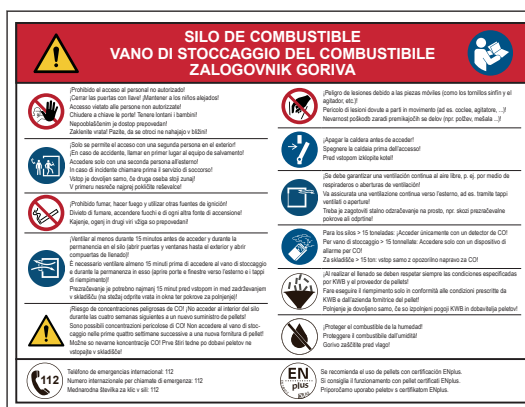 SILO DE COMBUSTIBLE
VANO DI STOCCAGGIO DEL COMBUSTIBILE
ZALOGOVNIK GORIVA
¡Prohibido el acceso al personal no autorizado!
¡Cerrar las puertas con llave! ¡Mantener a los niños alejados!
Accesso vietato alle persone non autorizzate!
Chiudere a chiave le porte! Tenere lontani i bambini!
Nepooblaščenim je dostop prepovedan!
Zaklenite vrata! Pazite, da se otroci ne nahajajo v bližini!
¡Solo se permite el acceso con una segunda persona en el exterior!
¡En caso de accidente, llamar en primer lugar al equipo de salvamento!
Accedere solo con una seconda persona all'esterno!
In caso di incidente chiamare prima il servizio di soccorso!
Vstop je dovoljen samo, če druga oseba stoji zunaj!
V primeru nesreče najprej pokličite reševalce!
¡Prohibido fumar, hacer fuego y utilizar otras fuentes de ignición!
Divieto di fumare, accendere fuochi e di ogni altra fonte di accensione!
Kajenje, ogenj in drugi viri vžiga so prepovedani!
¡Ventilar al menos durante 15 minutos antes de acceder y durante la
permanencia en el silo (abrir puertas y ventanas hasta el exterior y abrir
compuertas de llenado)!
È necessario ventilare almeno 15 minuti prima di accedere al vano di stoccaggio
e durante la permanenza in esso (aprire porte e finestre verso l'esterno e i tappi
di riempimento)!
Prezračevanje je potrebno najmanj 15 minut pred vstopom in med zadrževanjem
v skladišču (na stežaj odprite vrata in okna ter pokrove za polnjenje)!
¡Riesgo de concentraciones peligrosas de CO! ¡No acceder al interior del silo
durante las cuatro semanas siguientes a un nuevo suministro de pellets!
Sono possibili concentrazioni pericolose di CO! Non accedere al vano di stoc-
caggio nelle prime quattro settimane successive a una nuova fornitura di pellet!
Možne so nevarne koncentracije CO! Prve štiri tedne po dobavi peletov ne
vstopajte v skladišče!
¡Peligro de lesiones debido a las piezas móviles (como los tornillos sinfín y el
agitador, etc.)!
Pericolo di lesioni dovute a parti in movimento (ad es. coclee, agitatore, ...)!
Nevarnost poškodb zaradi premikajočih se delov (npr. polžev, mešala ...)!
¡Apagar la caldera antes de acceder!
Spegnere la caldaia prima dell'accesso!
Pred vstopom izklopite kotel!
¡Se debe garantizar una ventilación continua al aire libre, p. ej. por medio de
respiraderos o aberturas de ventilación!
Va assicurata una ventilazione continua verso l'esterno, ad es. tramite tappi
ventilati o aperture!
Treba je zagotoviti stalno odzračevanje na prosto, npr. skozi prezračevalne
pokrove ali odprtine!
Para los silos > 15 toneladas: ¡Acceder únicamente con un detector de CO!
Per vano di stoccaggio > 15 tonnellate: Accedere solo con un dispositivo di
allarme per CO!
Za skladišče > 15 ton: vstop samo z opozorilno napravo za CO!
¡Al realizar el llenado se deben respetar siempre las condiciones especificadas
por KWB y el proveedor de pellets!
Fare eseguire il riempimento solo in conformità alle condizioni prescritte da
KWB e dall'azienda fornitrice del pellet!
Polnjenje je dovoljeno samo, če so izpolnjeni pogoji KWB in dobavitelja peletov!
¡Proteger el combustible de la humedad!
Proteggere il combustibile dall'umidità!
Gorivo zaščitite pred vlago!
112
Teléfono de emergencias internacional: 112
Numero internazionale per chiamate di emergenza: 112
Mednarodna številka za klic v sili: 112
EN
plus
Se recomienda el uso de pellets con certificación ENplus.
Si consiglia il funzionamento con pellet certificati ENplus.
Priporočamo uporabo peletov s certifikatom ENplus.